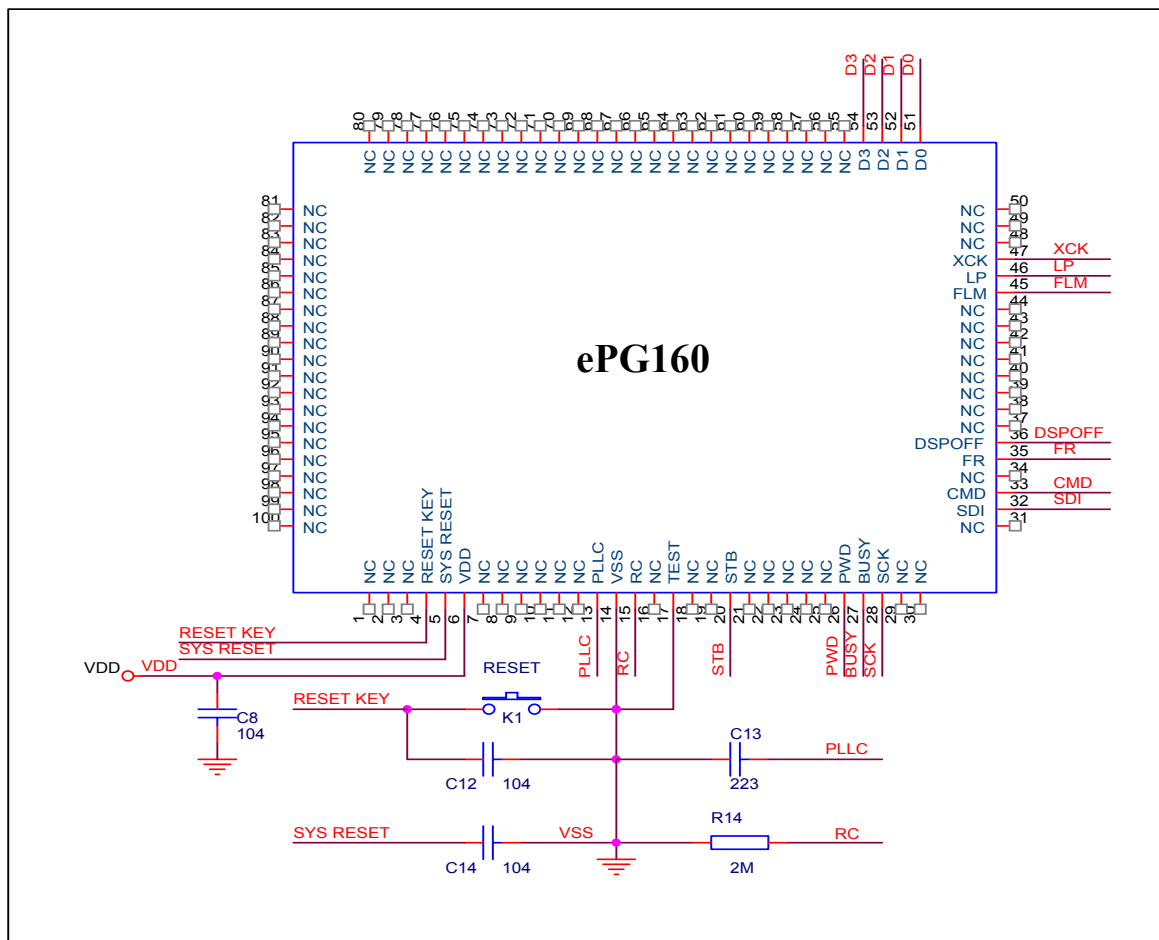 D3 D2 D1 D0
80 79 78 77 76 75 74 73 72 71 70 69 68 67 66 65 64 63 62 61 60 59 58 57 56 55 54 53 52 51
NC NC NC NC NC NC NC NC NC NC NC NC NC NC NC NC NC NC NC NC NC NC NC NC NC NC D3 D2 D1 D0
81 NC NC 50
82 NC NC 49
83 NC NC 48
84 NC XCK 47 XCK
85 NC LP 46 LP
86 NC FLM 45 FLM
87 NC NC 44
88 NC NC 43
89 NC NC 42
90 NC NC 41
91 NC NC 40
92 NC NC 39
93 NC NC 38
94 NC NC 37
95 NC DSPOFF 36 DSPOFF
96 NC FR 35 FR
97 NC NC 34
98 NC CMD 33 CMD
99 NC SDI 32 SDI
100 NC NC 31
ePG160
NC NC NC RESET KEY SYS RESET VDD NC NC NC NC NC NC PLLC VSS RC NC TEST NC NC STB NC NC NC NC NC PWD BUSY SCK NC NC
1 2 3 4 5 6 7 8 9 10 11 12 13 14 15 16 17 18 19 20 21 22 23 24 25 26 27 28 29 30
RESET KEY
SYS RESET
VDD VDD
PLLC RC STB PWD BUSY SCK
C8
104
RESET
RESET KEY
K1
C12 104
C13
PLLC
223
SYS RESET
C14 104
VSS
R14
RC
2M